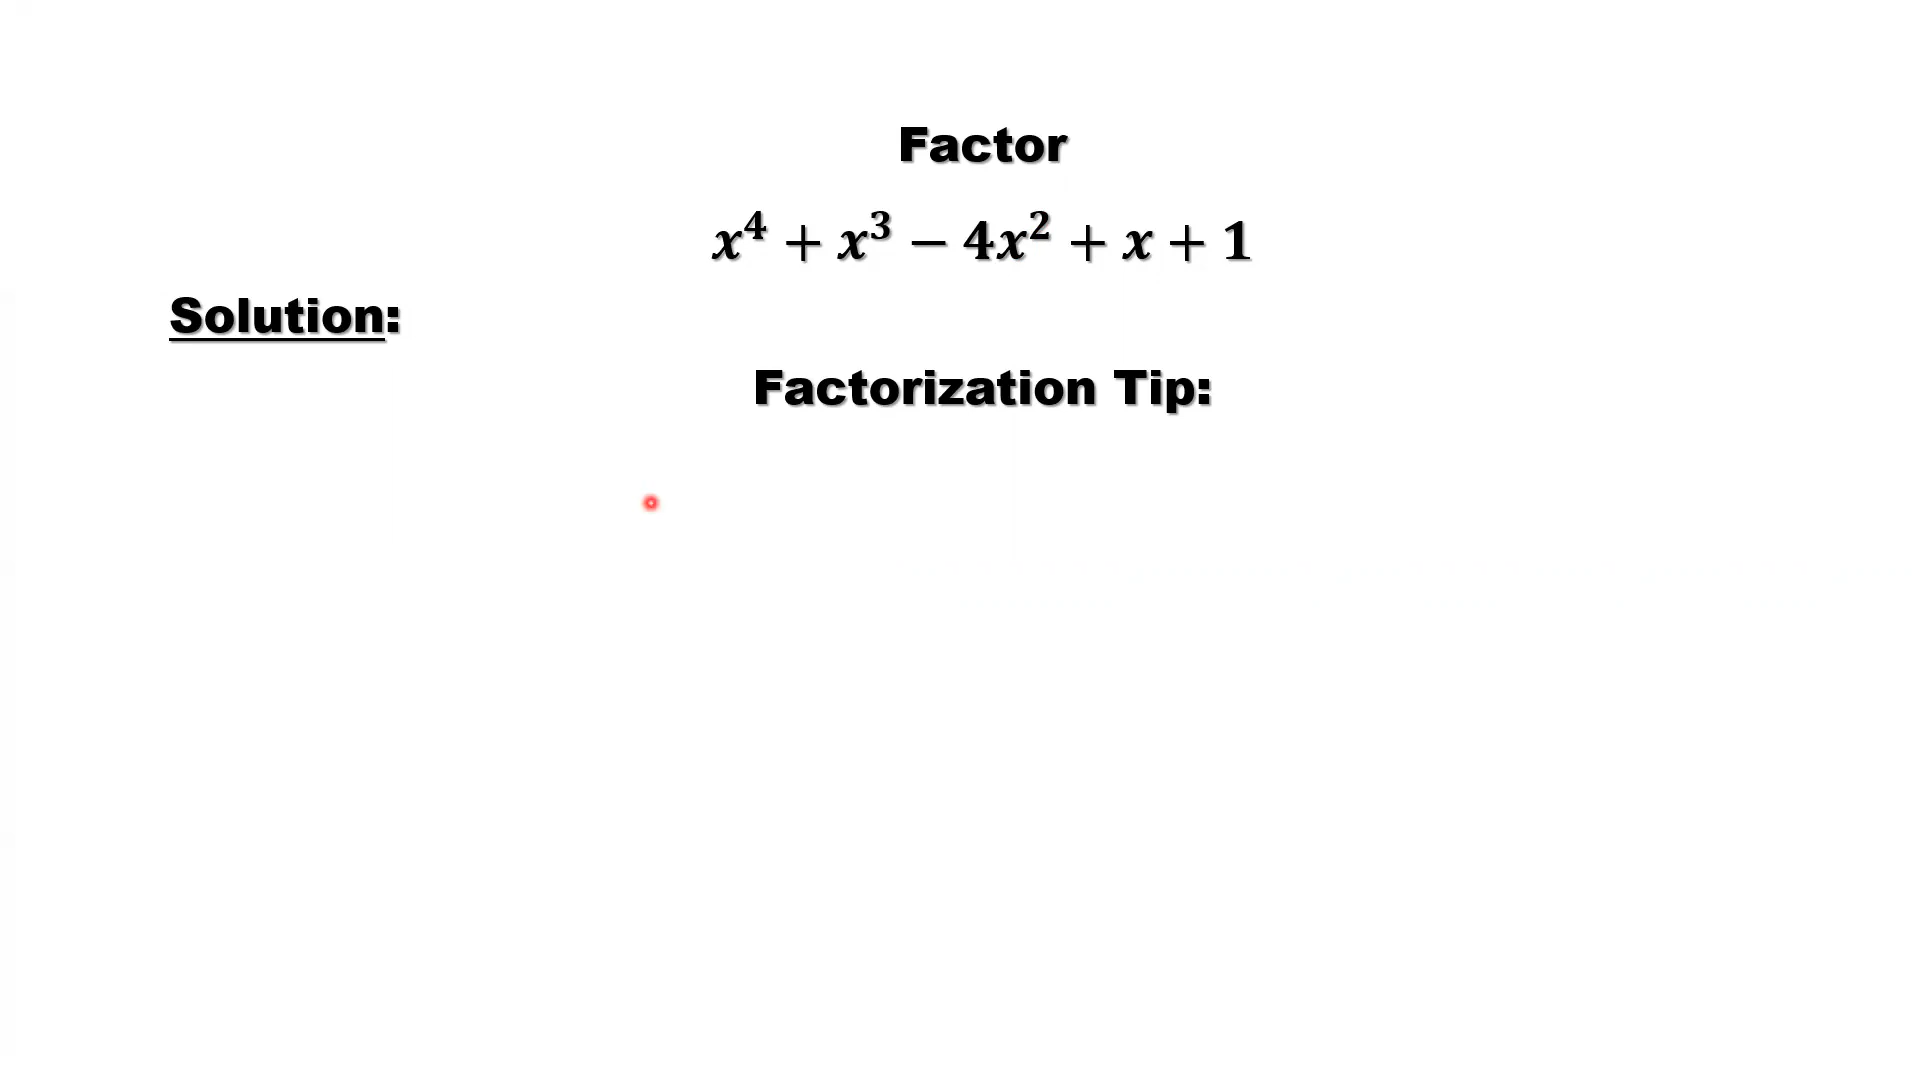 Factor
x⁴ + x³ − 4x² + x + 1
Solution:
Factorization Tip: